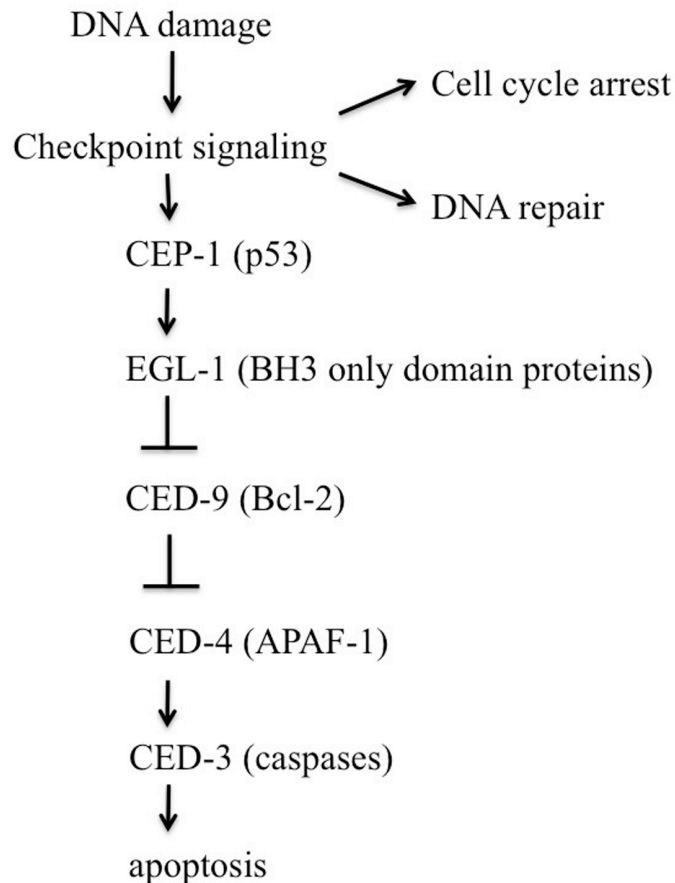 DNA damage
Cell cycle arrest
Checkpoint signaling
DNA repair
CEP-1 (p53)
EGL-1 (BH3 only domain proteins)
CED-9 (Bcl-2)
CED-4 (APAF-1)
CED-3 (caspases)
apoptosis